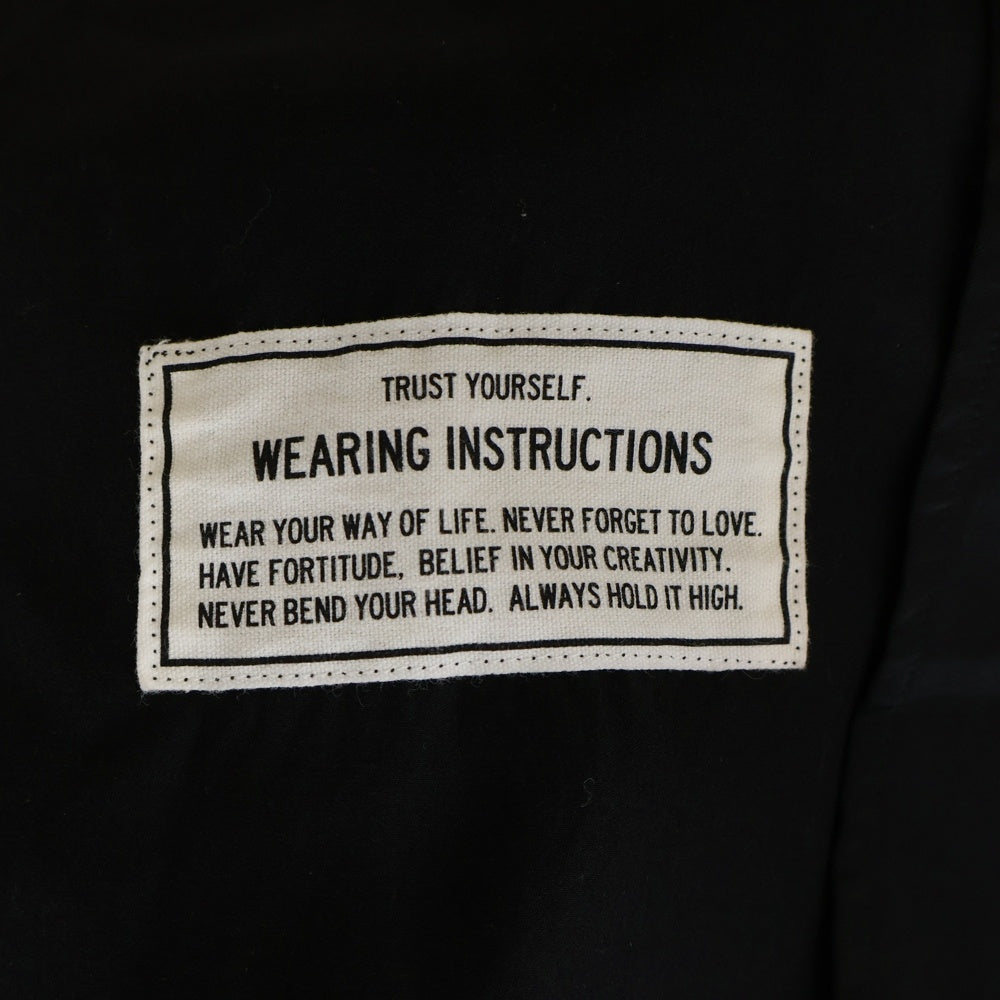 TRUST YOURSELF.
WEARING INSTRUCTIONS
WEAR YOUR WAY OF LIFE. NEVER FORGET TO LOVE.
HAVE FORTITUDE, BELIEF IN YOUR CREATIVITY.
NEVER BEND YOUR HEAD. ALWAYS HOLD IT HIGH.